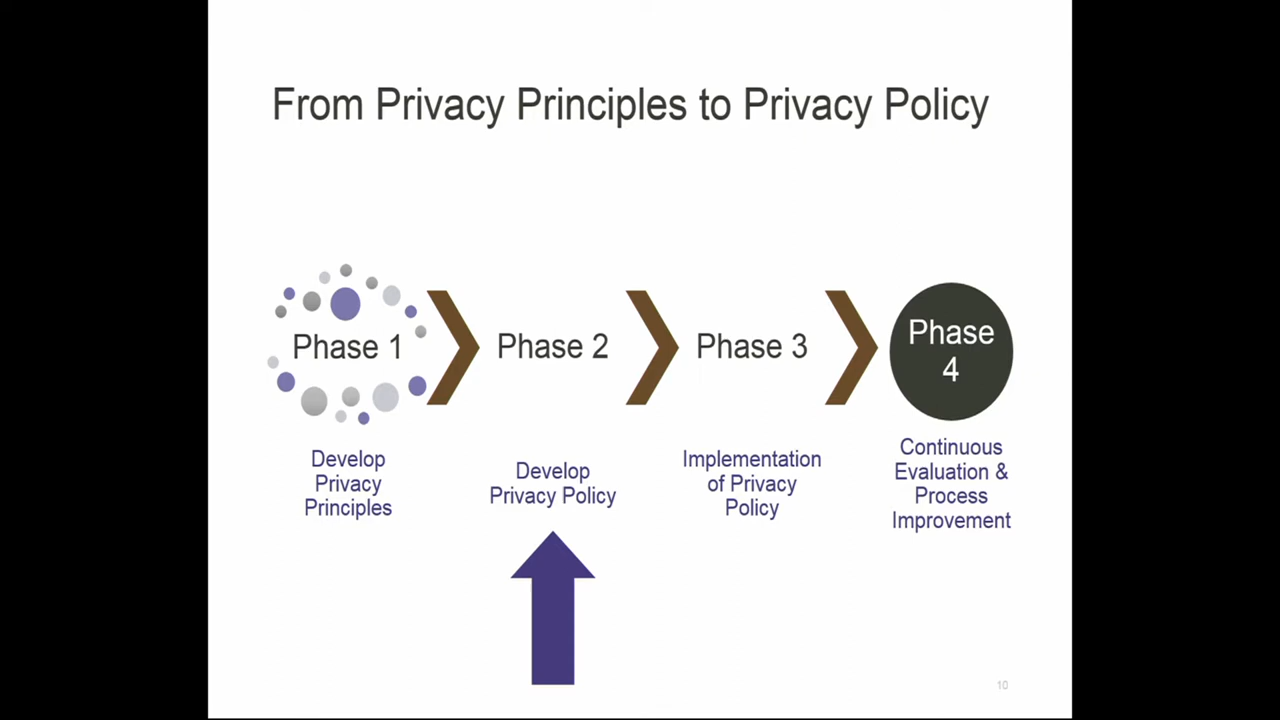 From Privacy Principles to Privacy Policy
Phase 1
Develop
Privacy
Principles
Phase 2
Develop
Privacy Policy
Phase 3
Implementation
of Privacy
Policy
Phase
4
Continuous
Evaluation &
Process
Improvement
10